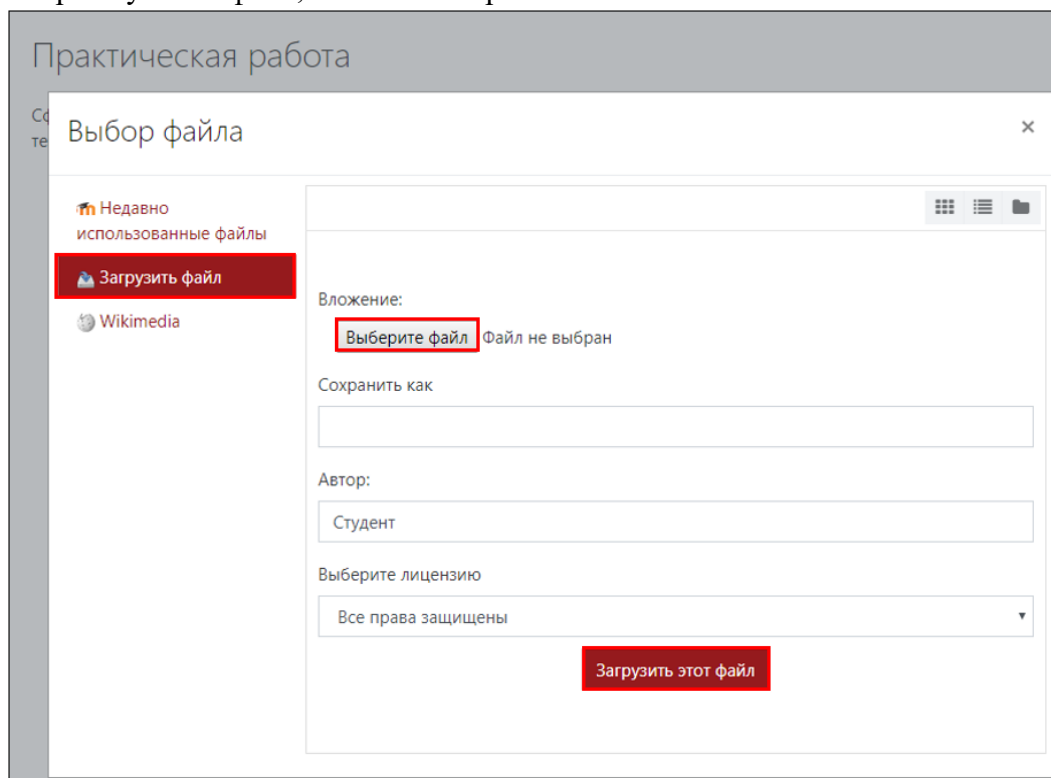 Практическая работа
Выбор файла
×
Недавно
использованные файлы
Загрузить файл
Wikimedia
Вложение:
Выберите файл Файл не выбран
Сохранить как
Автор:
Студент
Выберите лицензию
Все права защищены
Загрузить этот файл